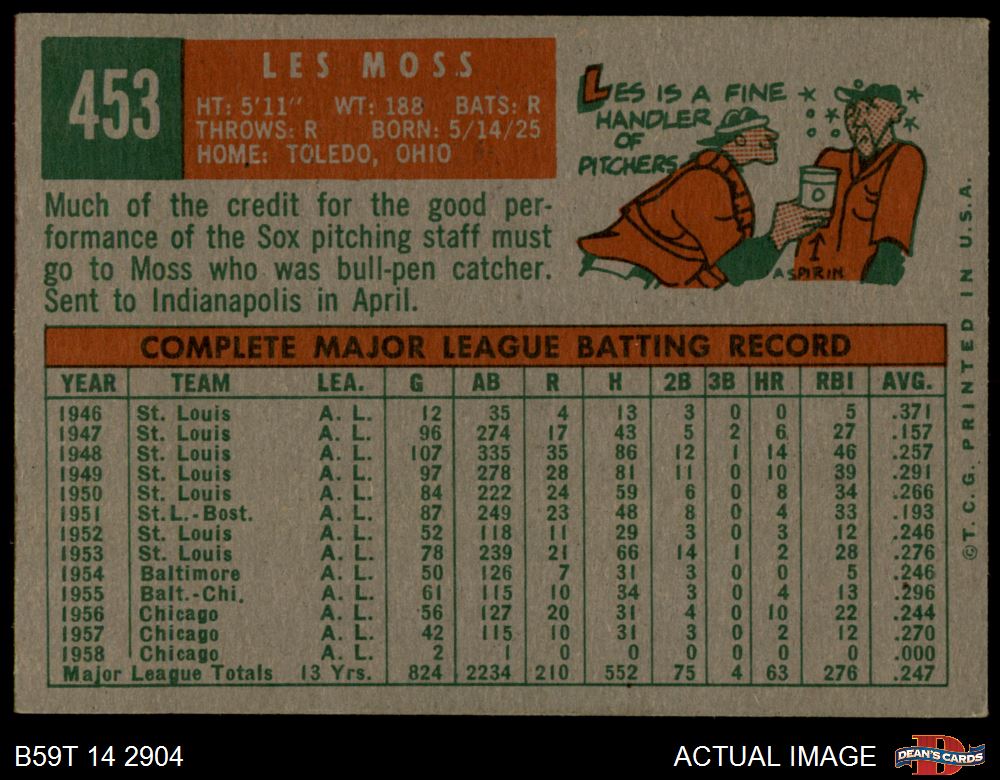 453
LES MOSS
HT: 5'11" WT: 188 BATS: R
THROWS: R BORN: 5/14/25
HOME: TOLEDO, OHIO
LES IS A FINE
HANDLER
OF
PITCHERS
ASPIRIN
Much of the credit for the good per-
formance of the Sox pitching staff must
go to Moss who was bull-pen catcher.
Sent to Indianapolis in April.
COMPLETE MAJOR LEAGUE BATTING RECORD
YEAR TEAM LEA. G AB R H 2B 3B HR RBI AVG.
1946 St. Louis A. L. 12 35 4 13 3 0 0 5 .371
1947 St. Louis A. L. 96 274 17 43 5 2 6 27 .157
1948 St. Louis A. L. 107 335 35 86 12 1 14 46 .257
1949 St. Louis A. L. 97 278 28 81 11 0 10 39 .291
1950 St. Louis A. L. 84 222 24 59 6 0 8 34 .266
1951 St.L.-Bost. A. L. 87 249 23 48 8 0 4 33 .193
1952 St. Louis A. L. 52 118 11 29 3 0 3 12 .246
1953 St. Louis A. L. 78 239 21 66 14 1 2 28 .276
1954 Baltimore A. L. 50 126 7 31 3 0 0 5 .246
1955 Balt.-Chi. A. L. 61 115 10 34 3 0 4 13 .296
1956 Chicago A. L. 56 127 20 31 4 0 10 22 .244
1957 Chicago A. L. 42 115 10 31 3 0 2 12 .270
1958 Chicago A. L. 2 1 0 0 0 0 0 0 .000
Major League Totals 13 Yrs. 824 2234 210 552 75 4 63 276 .247
© T. C. G. PRINTED IN U.S.A.
B59T 14 2904
ACTUAL IMAGE
DEAN'S CARDS